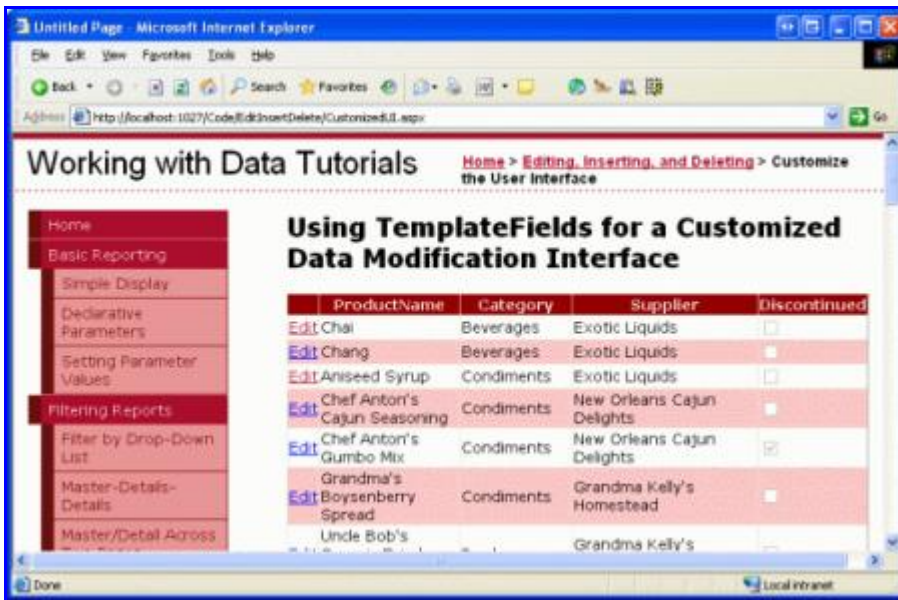 Untitled Page - Microsoft Internet Explorer
File Edit View Favorites Tools Help
Back Search Favorites
Address http://localhost:1027/Code/EditInsertDelete/CustomizedUI.aspx Go
Working with Data Tutorials
Home > Editing, Inserting, and Deleting > Customize
the User Interface
Home
Basic Reporting
Simple Display
Declarative
Parameters
Setting Parameter
Values
Filtering Reports
Filter by Drop-Down
List
Master-Details-
Details
Master/Detail Across
Using TemplateFields for a Customized
Data Modification Interface
ProductName Category Supplier Discontinued
Edit Chai Beverages Exotic Liquids
Edit Chang Beverages Exotic Liquids
Edit Aniseed Syrup Condiments Exotic Liquids
Edit Chef Anton's Cajun Seasoning Condiments New Orleans Cajun Delights
Edit Chef Anton's Gumbo Mix Condiments New Orleans Cajun Delights
Edit Grandma's Boysenberry Spread Condiments Grandma Kelly's Homestead
Uncle Bob's Grandma Kelly's
Done Local intranet